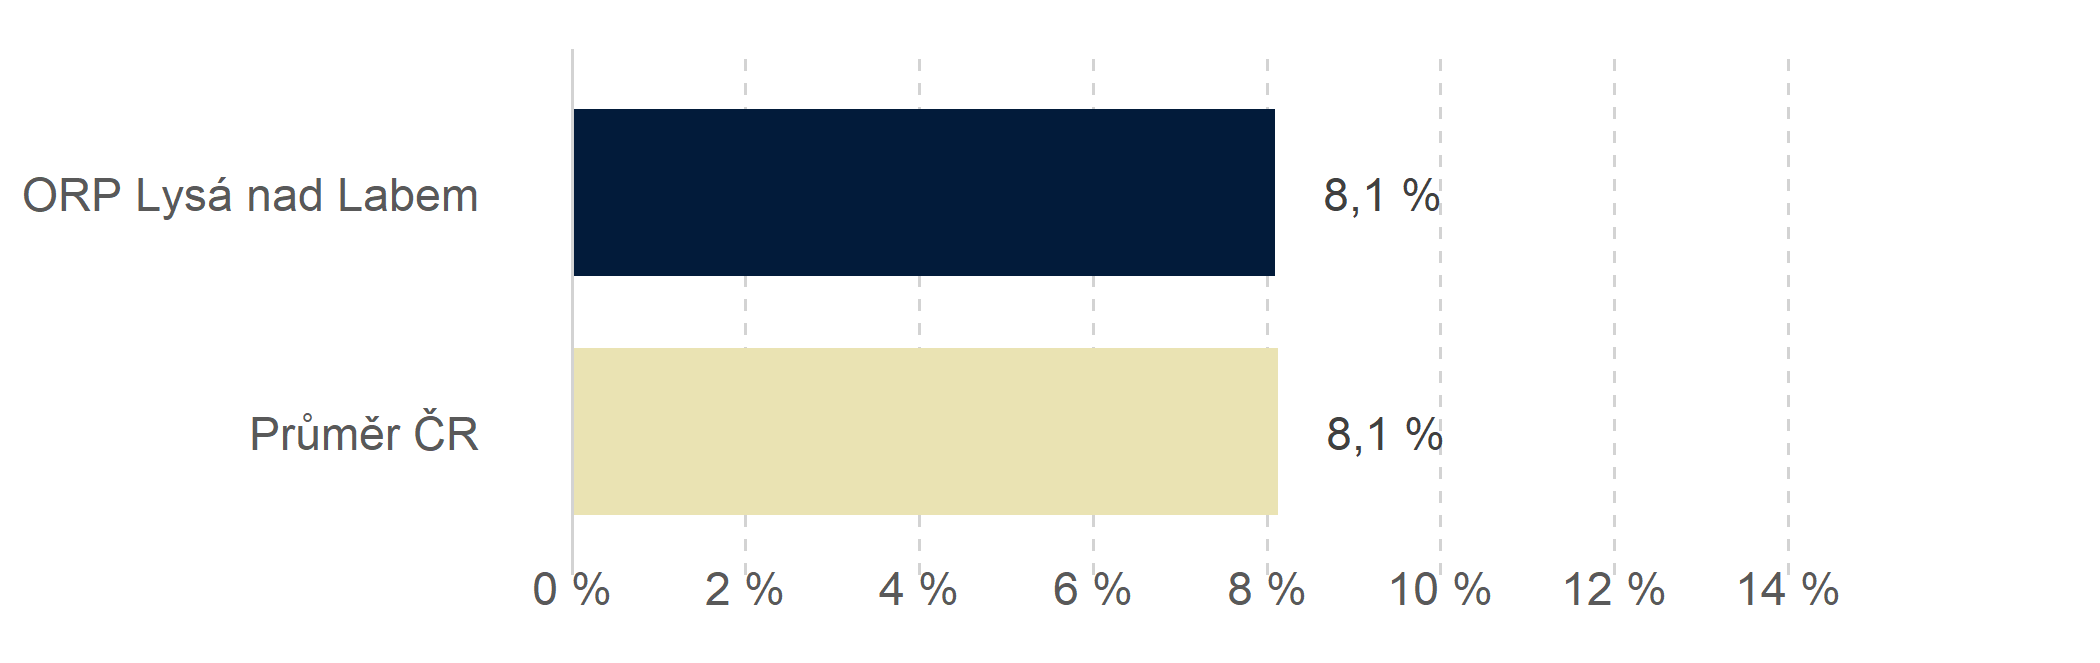 ORP Lysá nad Labem
8,1 %
Průměr ČR
8,1 %
0 % 2 % 4 % 6 % 8 % 10 % 12 % 14 %